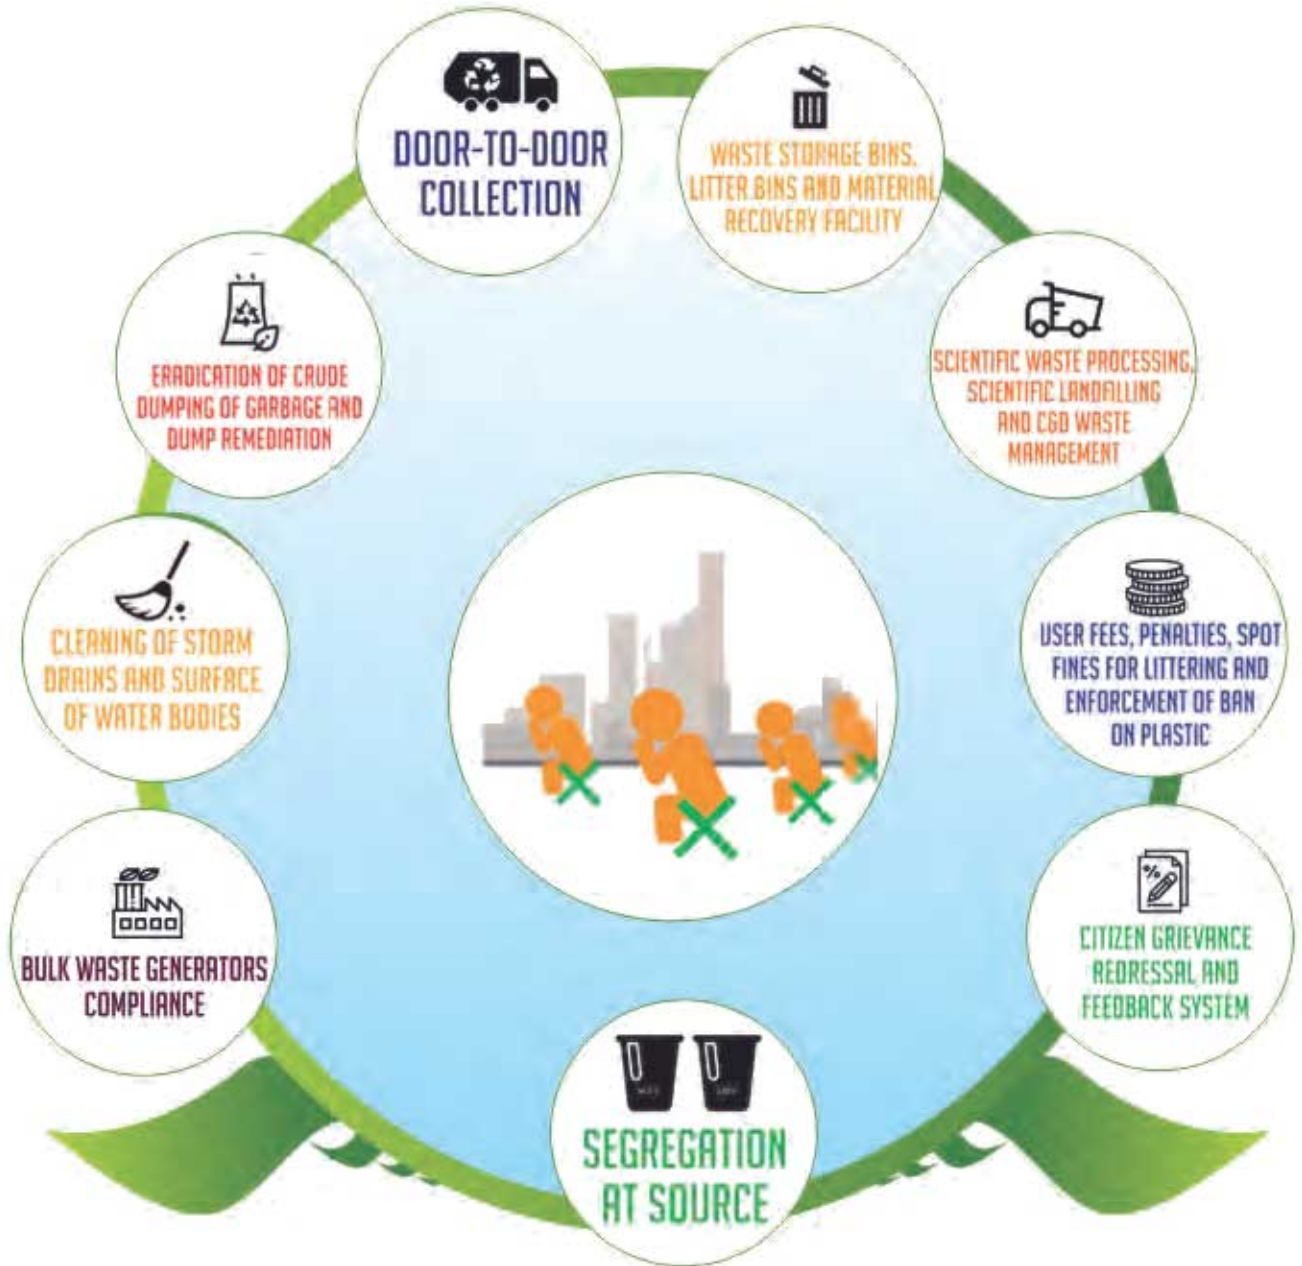 DOOR-TO-DOOR
COLLECTION
WASTE STORAGE BINS,
LITTER BINS AND MATERIAL
RECOVERY FACILITY
SCIENTIFIC WASTE PROCESSING,
SCIENTIFIC LANDFILLING
AND C&D WASTE
MANAGEMENT
USER FEES, PENALTIES, SPOT
FINES FOR LITTERING AND
ENFORCEMENT OF BAN
ON PLASTIC
%
CITIZEN GRIEVANCE
REDRESSAL AND
FEEDBACK SYSTEM
SEGREGATION
AT SOURCE
BULK WASTE GENERATORS
COMPLIANCE
CLEANING OF STORM
DRAINS AND SURFACE
OF WATER BODIES
ERADICATION OF CRUDE
DUMPING OF GARBAGE AND
DUMP REMEDIATION